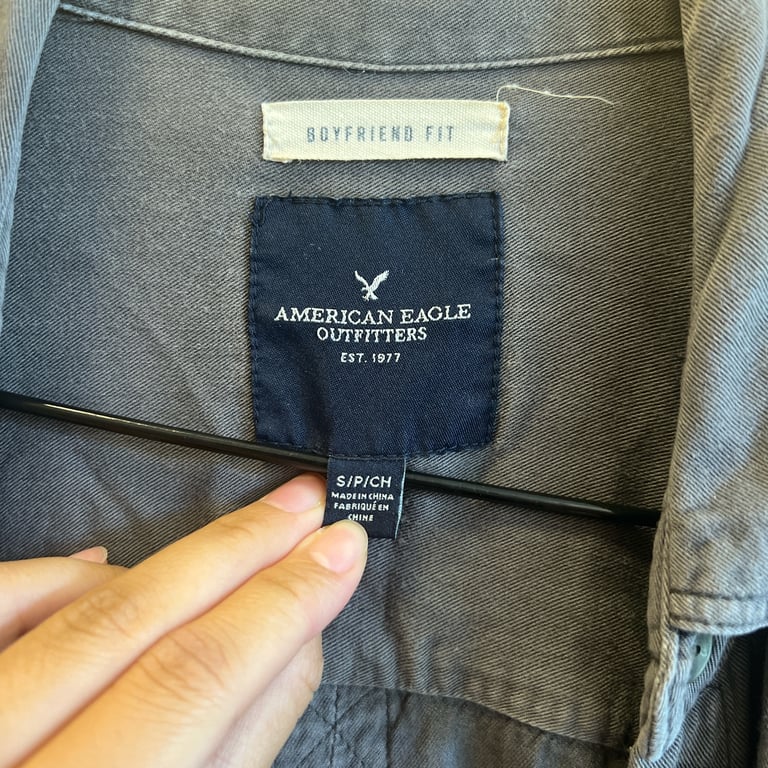 BOYFRIEND FIT
AMERICAN EAGLE
OUTFITTERS
EST. 1977
S/P/CH
MADE IN CHINA
FABRIQUÉ EN
CHINE